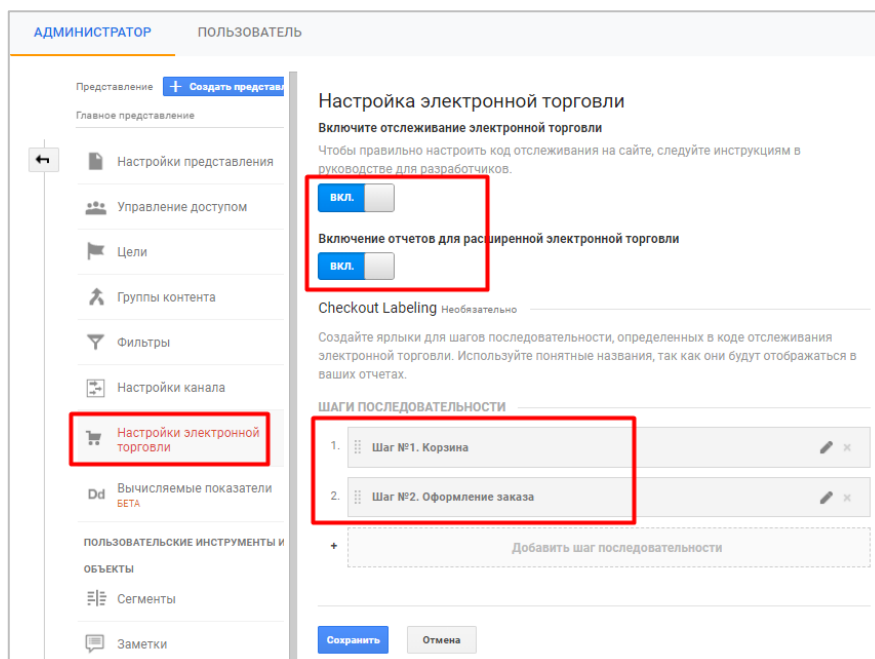 АДМИНИСТРАТОР
ПОЛЬЗОВАТЕЛЬ
Представление
+ Создать представл
Главное представление
Настройки представления
Управление доступом
Цели
Группы контента
Фильтры
Настройки канала
Настройки электронной
торговли
Dd
Вычисляемые показатели
БЕТА
ПОЛЬЗОВАТЕЛЬСКИЕ ИНСТРУМЕНТЫ И
ОБЪЕКТЫ
Сегменты
Заметки
Настройка электронной торговли
Включите отслеживание электронной торговли
Чтобы правильно настроить код отслеживания на сайте, следуйте инструкциям в
руководстве для разработчиков.
ВКЛ.
Включение отчетов для расширенной электронной торговли
ВКЛ.
Checkout Labeling Необязательно
Создайте ярлыки для шагов последовательности, определенных в коде отслеживания
электронной торговли. Используйте понятные названия, так как они будут отображаться в
ваших отчетах.
ШАГИ ПОСЛЕДОВАТЕЛЬНОСТИ
1. Шаг №1. Корзина
2. Шаг №2. Оформление заказа
+ Добавить шаг последовательности
Сохранить
Отмена